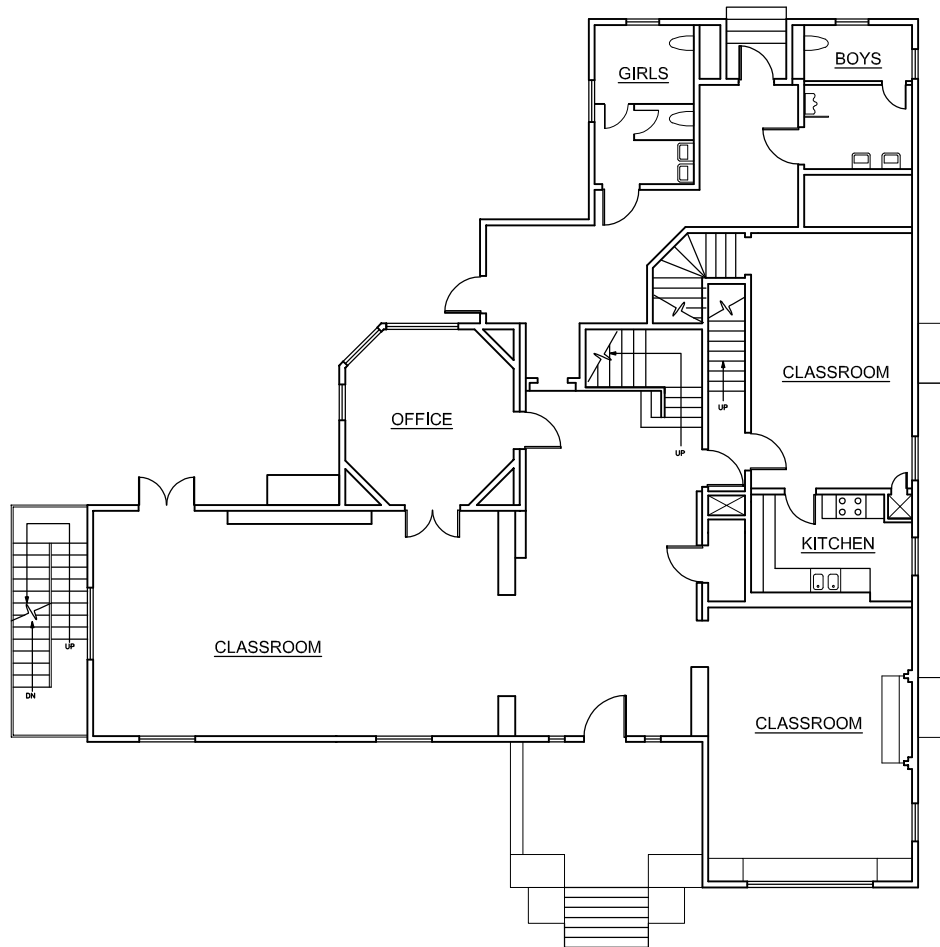 BOYS
GIRLS
CLASSROOM
UP
OFFICE
UP
KITCHEN
CLASSROOM
UP
DN
CLASSROOM